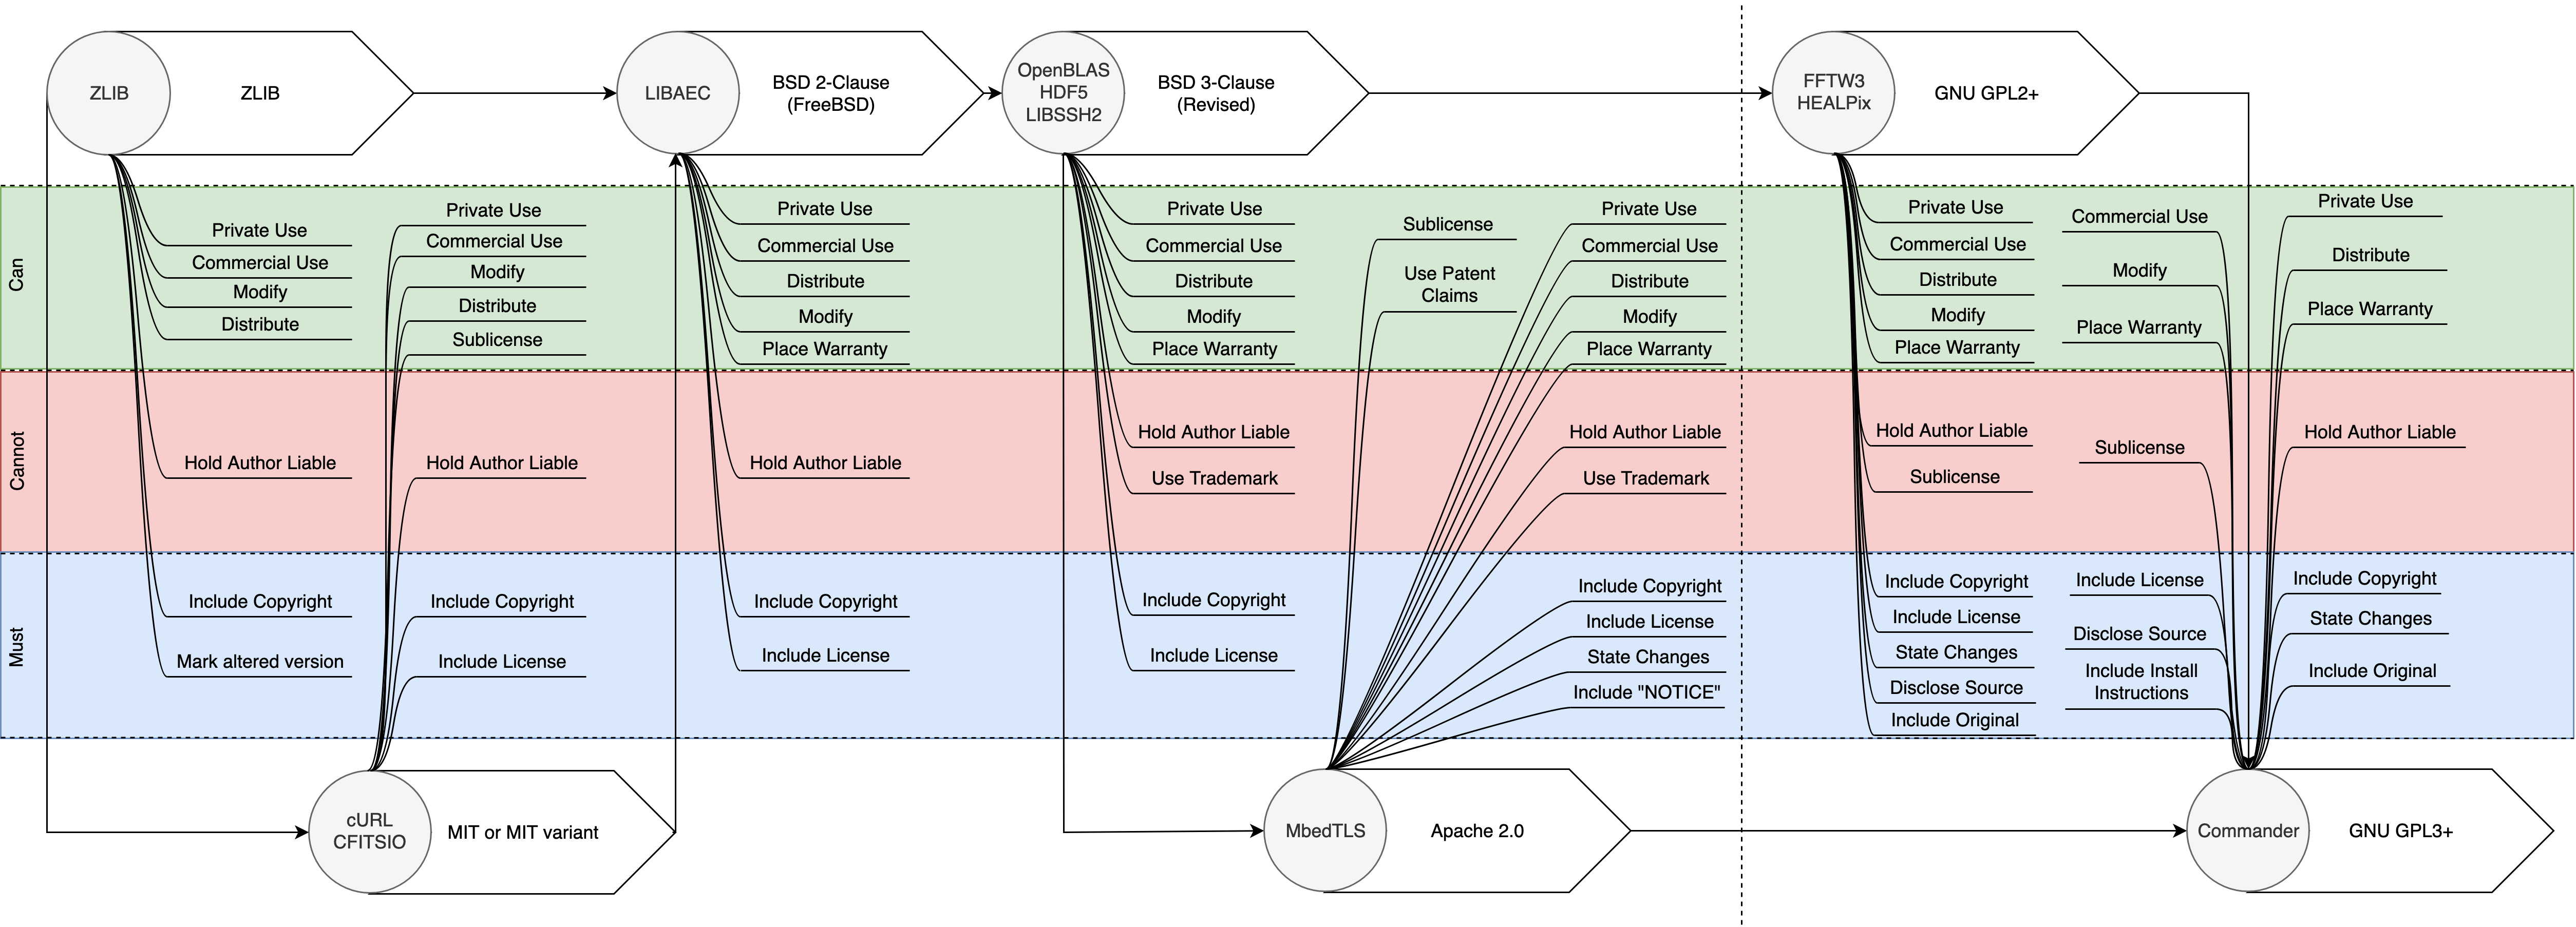 ZLIB
ZLIB
LIBAEC
BSD 2-Clause
(FreeBSD)
OpenBLAS
HDF5
LIBSSH2
BSD 3-Clause
(Revised)
FFTW3
HEALPix
GNU GPL2+
Can
Private Use
Commercial Use
Modify
Distribute
Private Use
Commercial Use
Modify
Distribute
Sublicense
Private Use
Commercial Use
Distribute
Modify
Place Warranty
Private Use
Commercial Use
Distribute
Modify
Place Warranty
Sublicense
Use Patent
Claims
Private Use
Commercial Use
Distribute
Modify
Place Warranty
Private Use
Commercial Use
Distribute
Modify
Place Warranty
Commercial Use
Modify
Place Warranty
Private Use
Distribute
Place Warranty
Cannot
Hold Author Liable
Hold Author Liable
Hold Author Liable
Hold Author Liable
Use Trademark
Hold Author Liable
Use Trademark
Hold Author Liable
Sublicense
Sublicense
Hold Author Liable
Must
Include Copyright
Mark altered version
Include Copyright
Include License
Include Copyright
Include License
Include Copyright
Include License
Include Copyright
Include License
State Changes
Include "NOTICE"
Include Copyright
Include License
State Changes
Disclose Source
Include Original
Include License
Disclose Source
Include Install
Instructions
Include Copyright
State Changes
Include Original
cURL
CFITSIO
MIT or MIT variant
MbedTLS
Apache 2.0
Commander
GNU GPL3+